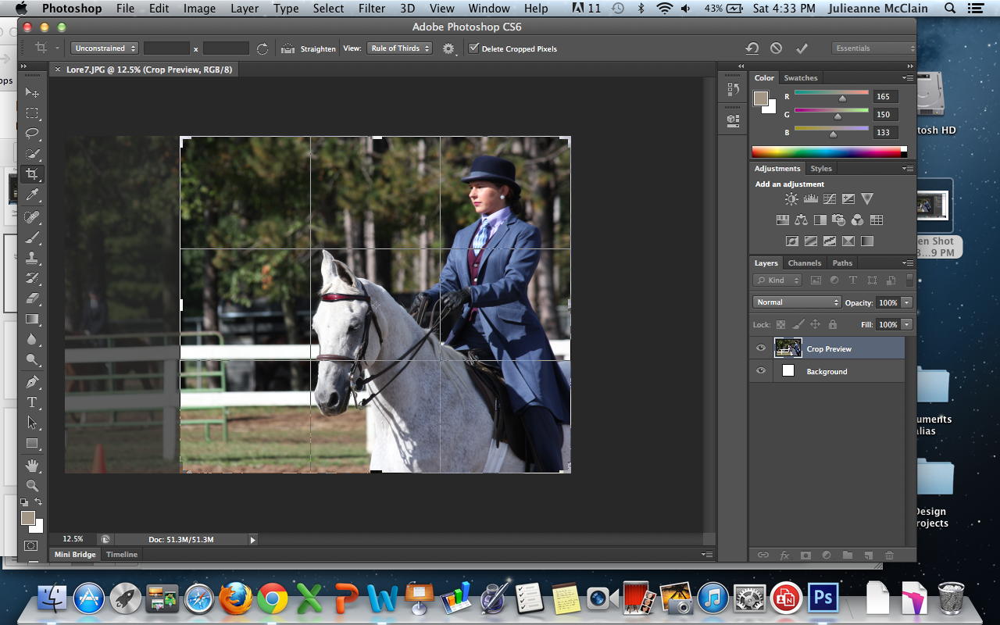 Photoshop File Edit Image Layer Type Select Filter 3D View Window Help 11 43% Sat 4:33 PM Julieanne McClain
Adobe Photoshop CS6
Unconstrained x Straighten View: Rule of Thirds Delete Cropped Pixels Essentials
× Lore7.JPG @ 12.5% (Crop Preview, RGB/8)
pps
Color Swatches
R 165
G 150
B 133
tosh HD
Adjustments Styles
Add an adjustment
en Shot
3...9 PM
Layers Channels Paths
Kind
Normal Opacity: 100%
Lock: Fill: 100%
Crop Preview
Background
uments
alias
Design
rojects
12.5% Doc: 51.3M/51.3M
Mini Bridge Timeline
Ps